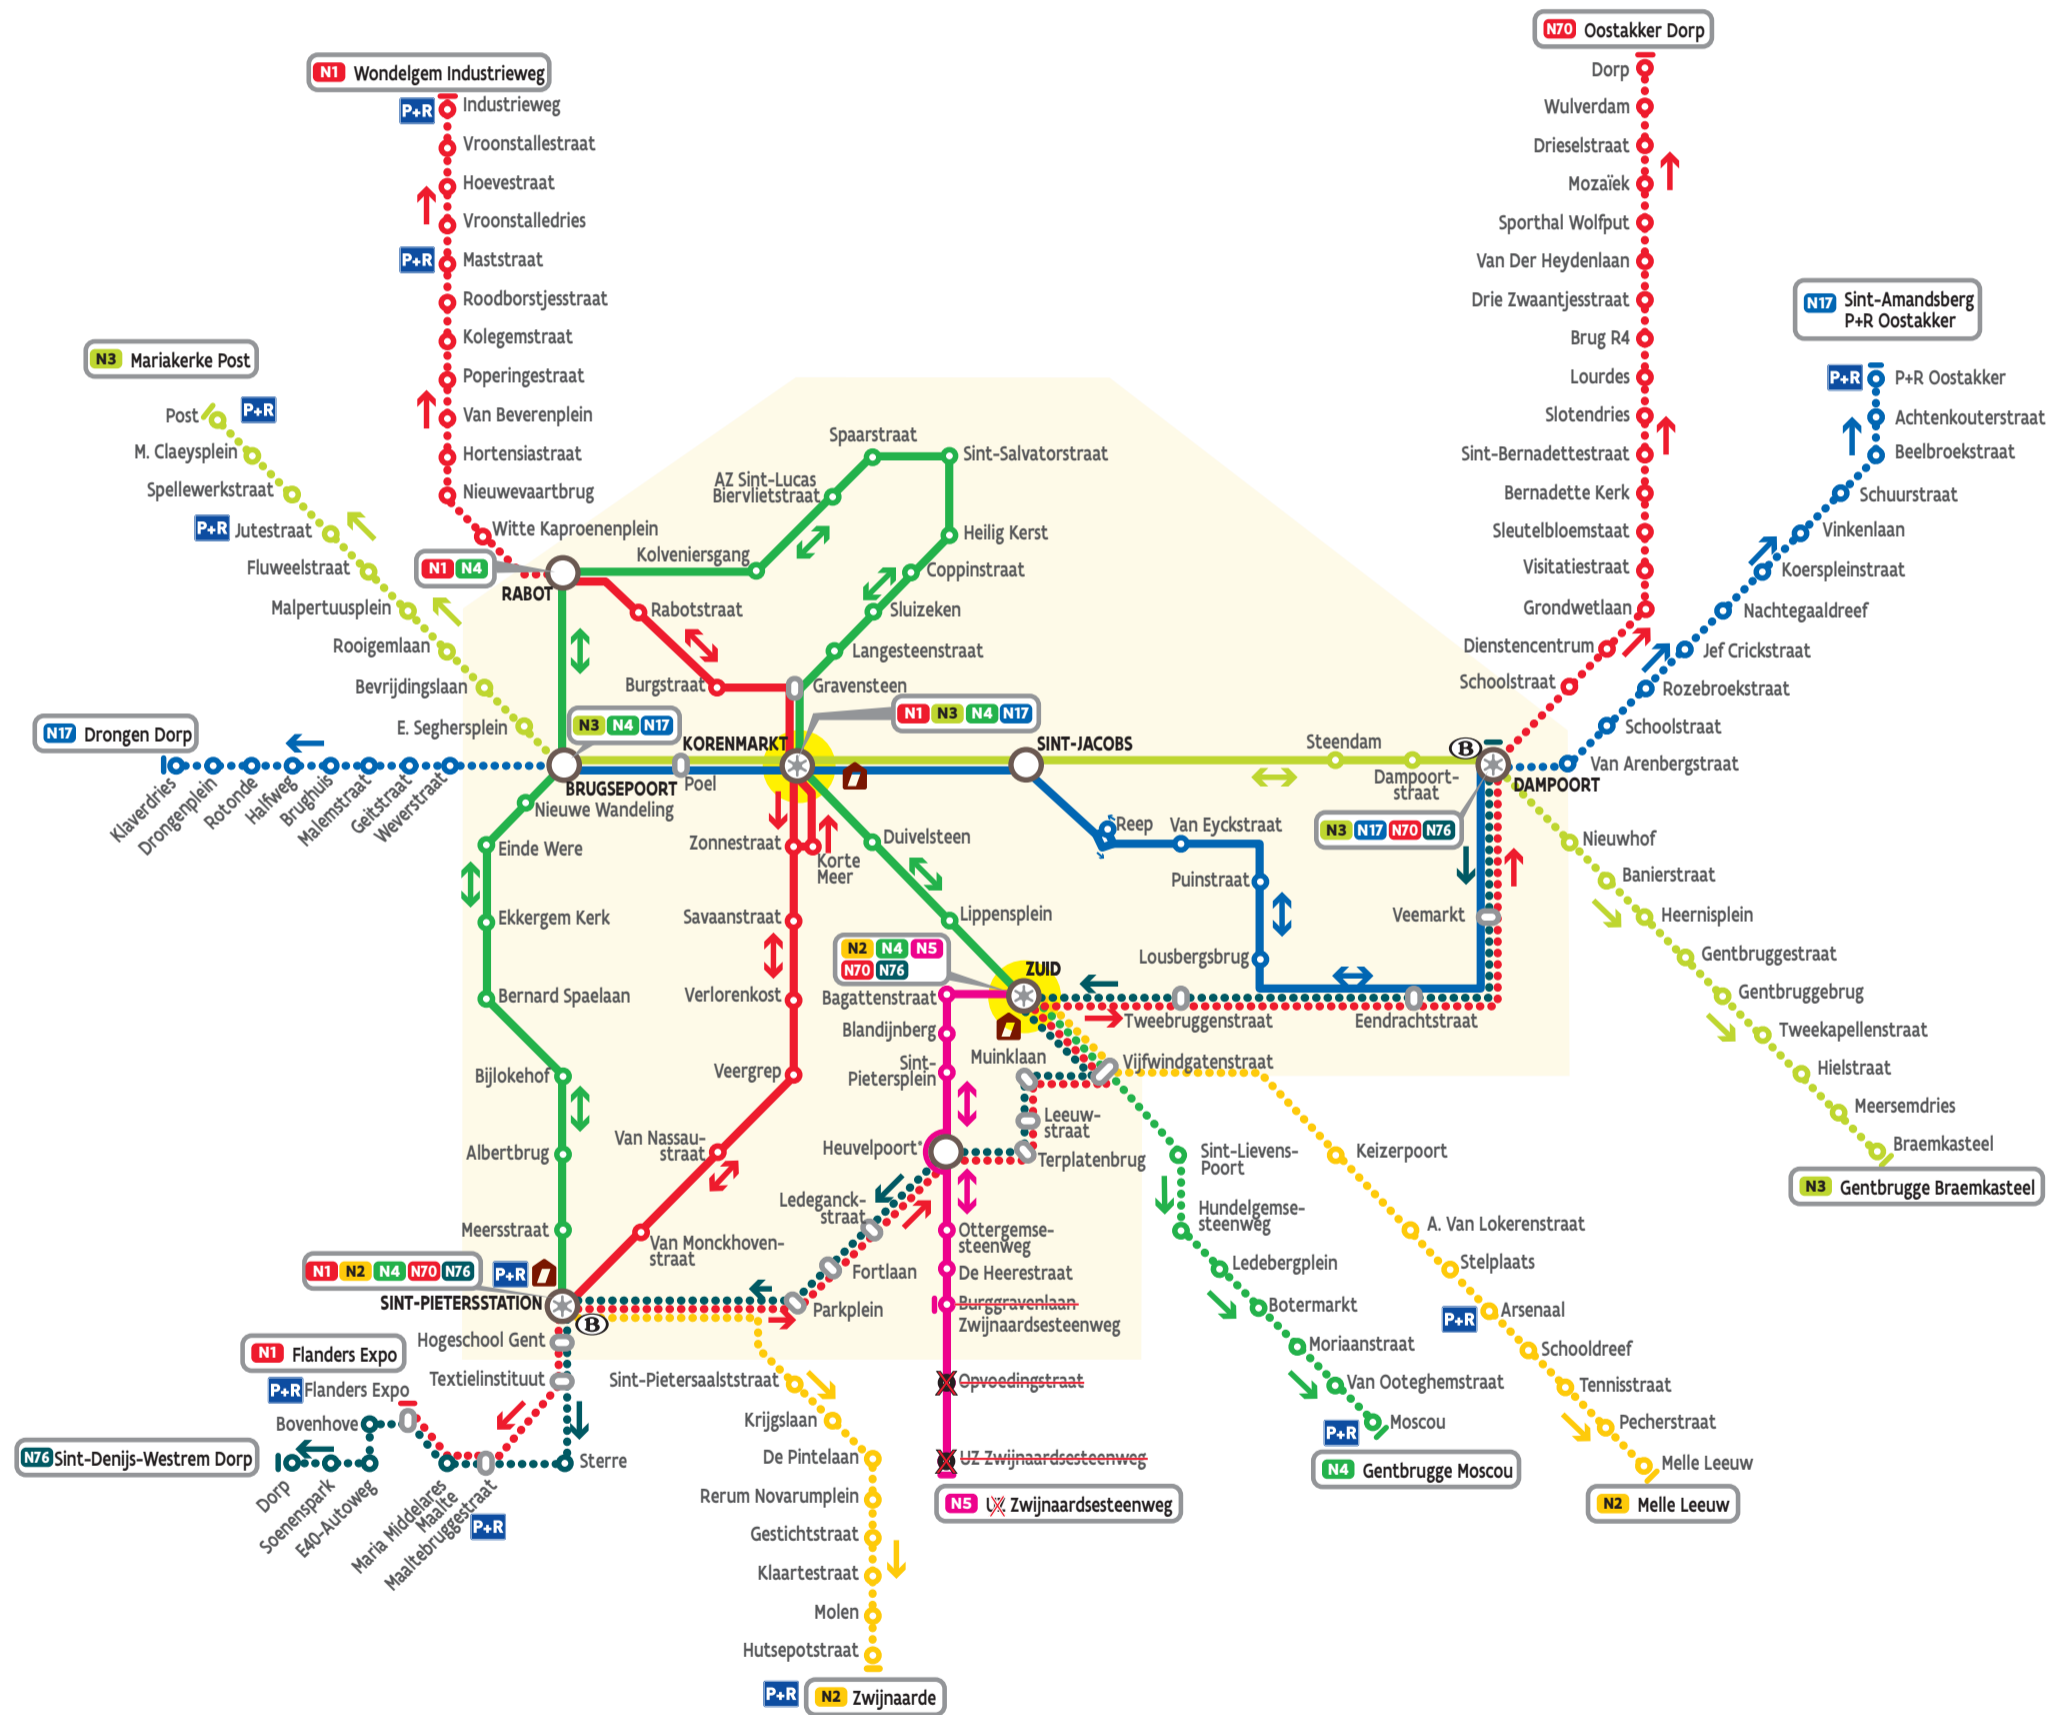 N70 Oostakker Dorp
Dorp
Wulverdam
Drieselstraat
Mozaïek
Sporthal Wolfput
Van Der Heydenlaan
Drie Zwaantjesstraat
Brug R4
Lourdes
Slotendries
Sint-Bernadettestraat
Bernadette Kerk
Sleutelbloemstaat
Visitatiestraat
Grondwetlaan
Dienstencentrum
Schoolstraat
N1 Wondelgem Industrieweg
P+R Industrieweg
Vroonstallestraat
Hoevestraat
Vroonstalledries
P+R Maststraat
Roodborstjesstraat
Kolegemstraat
Poperingestraat
Van Beverenplein
Hortensiastraat
Nieuwevaartbrug
Witte Kaproenenplein
N17 Sint-Amandsberg
P+R Oostakker
P+R P+R Oostakker
Achtenkouterstraat
Beelbroekstraat
Schuurstraat
Vinkenlaan
Koerspleinstraat
Nachtegaaldreef
Jef Crickstraat
Rozebroekstraat
Schoolstraat
Van Arenbergstraat
N3 Mariakerke Post
Post P+R
M. Claeysplein
Spellewerkstraat
P+R Jutestraat
Fluweelstraat
Malpertuusplein
Rooigemlaan
Bevrijdingslaan
E. Seghersplein
N17 Drongen Dorp
Klaverdries
Drongenplein
Rotonde
Halfweg
Brughuis
Malemstraat
Geitstraat
Weverstraat
N1 N4
RABOT
Kolveniersgang
AZ Sint-Lucas
Biervlietstraat
Spaarstraat
Sint-Salvatorstraat
Heilig Kerst
Coppinstraat
Sluizeken
Langesteenstraat
Gravensteen
Rabotstraat
Burgstraat
N3 N4 N17
BRUGSEPOORT
Poel
KORENMARKT
N1 N3 N4 N17
SINT-JACOBS
Steendam
Dampoort-
straat
B
DAMPOORT
N3 N17 N70 N76
Nieuwe Wandeling
Einde Were
Ekkergem Kerk
Bernard Spaelaan
Bijlokehof
Albertbrug
Meersstraat
Zonnestraat
Korte
Meer
Savaanstraat
Verlorenkost
Veergrep
Van Nassau-
straat
Van Monckhoven-
straat
Duivelsteen
Lippensplein
Reep
Van Eyckstraat
Puinstraat
Lousbergsbrug
Veemarkt
N2 N4 N5
N70 N76
ZUID
Tweebruggenstraat
Eendrachtstraat
Bagattenstraat
Blandijnberg
Sint-
Pietersplein
Muinklaan
Vijfwindgatenstraat
Leeuw-
straat
Terplatenbrug
Heuvelpoort*
Ledeganck-
straat
Fortlaan
Parkplein
Ottergemse-
steenweg
De Heerestraat
Burggravenlaan
Zwijnaardsesteenweg
Opvoedingstraat
UZ Zwijnaardsesteenweg
N5 UZ Zwijnaardsesteenweg
Nieuwhof
Banierstraat
Heernisplein
Gentbruggestraat
Gentbruggebrug
Tweekapellenstraat
Hielstraat
Meersemdries
Braemkasteel
N3 Gentbrugge Braemkasteel
Sint-Lievens-
Poort
Hundelgemse-
steenweg
Ledebergplein
Botermarkt
Moriaanstraat
Van Ooteghemstraat
P+R Moscou
N4 Gentbrugge Moscou
Keizerpoort
A. Van Lokerenstraat
Stelplaats
P+R Arsenaal
Schooldreef
Tennisstraat
Pecherstraat
Melle Leeuw
N2 Melle Leeuw
N1 N2 N4 N70 N76 P+R
SINT-PIETERSSTATION
B
Hogeschool Gent
Textielinstituut
N1 Flanders Expo
P+R Flanders Expo
Bovenhove
N76 Sint-Denijs-Westrem Dorp
Dorp
Soenenspark
E40-Autoweg
Maria Middelares
Maalte
Maaltebruggestraat
P+R
Sterre
Sint-Pietersaalststraat
Krijgslaan
De Pintelaan
Rerum Novarumplein
Gestichtstraat
Klaartestraat
Molen
Hutsepotstraat
P+R N2 Zwijnaarde